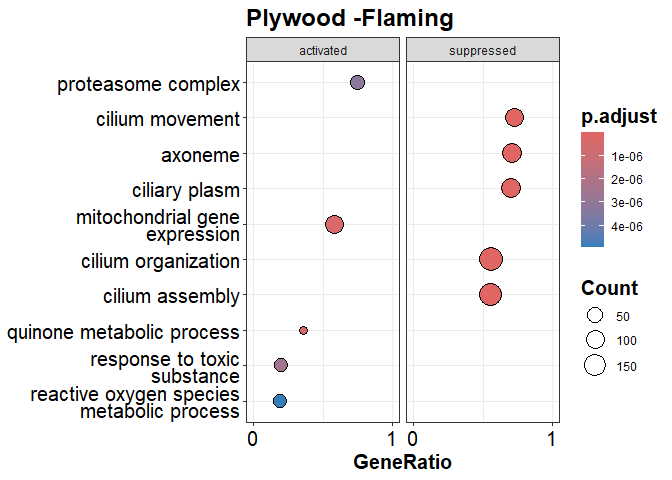 Plywood -Flaming
activated
suppressed
proteasome complex
cilium movement
axoneme
ciliary plasm
mitochondrial gene
expression
cilium organization
cilium assembly
quinone metabolic process
response to toxic
substance
reactive oxygen species
metabolic process
0
1
0
1
GeneRatio
p.adjust
1e-06
2e-06
3e-06
4e-06
Count
50
100
150